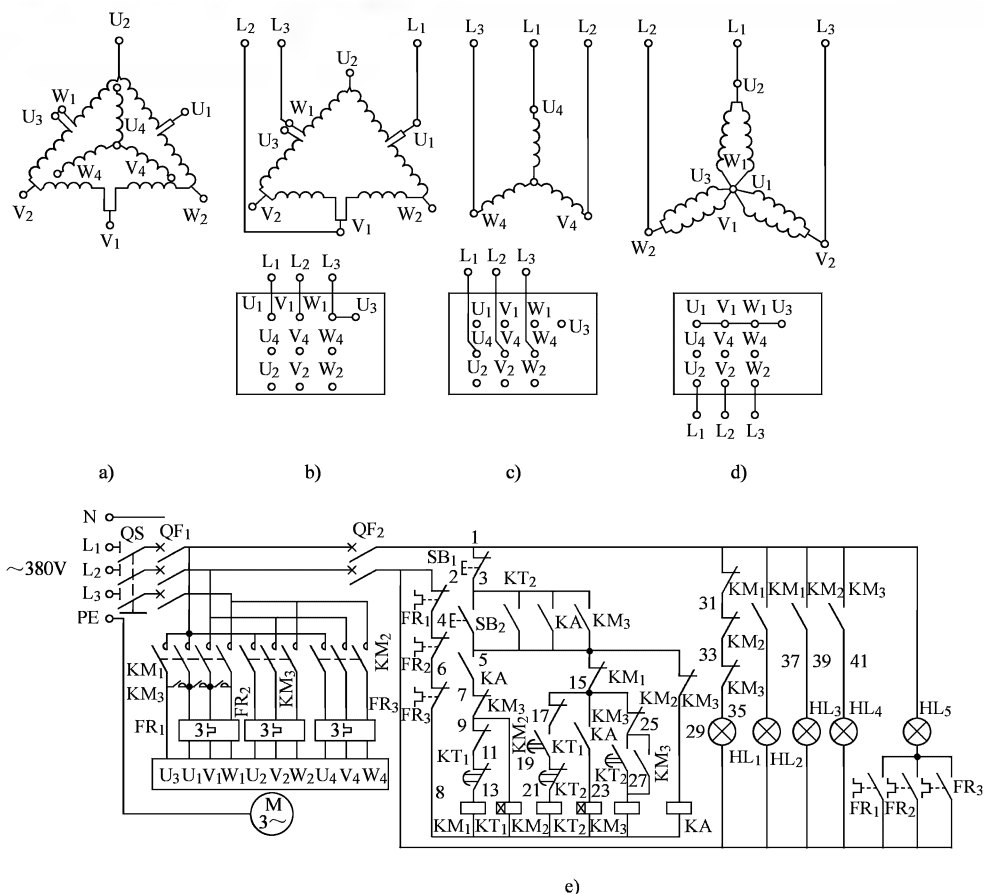 U2
L2 L3 L1 L3 L1 L2 L2 L1 L3
W1 U3 U4 U1
W4 V4
V2 W2
V1
U2
W1 U3 U1
V2 W2
V1
U4
W4 V4
U2
W1
U3 U1
V1
W2 V2
L1 L2 L3
U1 V1 W1 U3
U4 V4 W4
U2 V2 W2
L1 L2 L3
U1 V1 W1
U3
U4 V4 W4
U2 V2 W2
U1 V1 W1 U3
U4 V4 W4
U2 V2 W2
L1 L2 L3
a) b) c) d)
N
QS QF1 QF2
L1
~380V L2
L3
PE
KM1
KM3 FR2 KM3 KM2
FR1 FR3
3 3 3
U3 U1 V1 W1 U2 V2 W2 U4 V4 W4
M
3~
1
SB1
2 3 KT2
FR1 4 SB2 KA KM3
FR2 5
6 KA 15 KM1
FR3 7 KM3
9 KM2 17 KM3 KM2 25 KM3
KT1 11 19 KT1 KA KT2 KM3
8 13 21 KT2 23 27
KM1 KT1 KM2 KT2 KM3 KA
31 KM1 KM1 KM2 KM3
KM2
33 37 39 41
KM3
35
29 HL1 HL2 HL3 HL4 HL5
FR1 FR2 FR3
e)